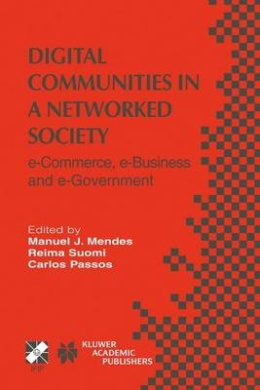 DIGITAL
COMMUNITIES IN
A NETWORKED
SOCIETY
e-Commerce, e-Business
and e-Government
Edited by
Manuel J. Mendes
Reima Suomi
Carlos Passos
KLUWER
ACADEMIC
PUBLISHERS